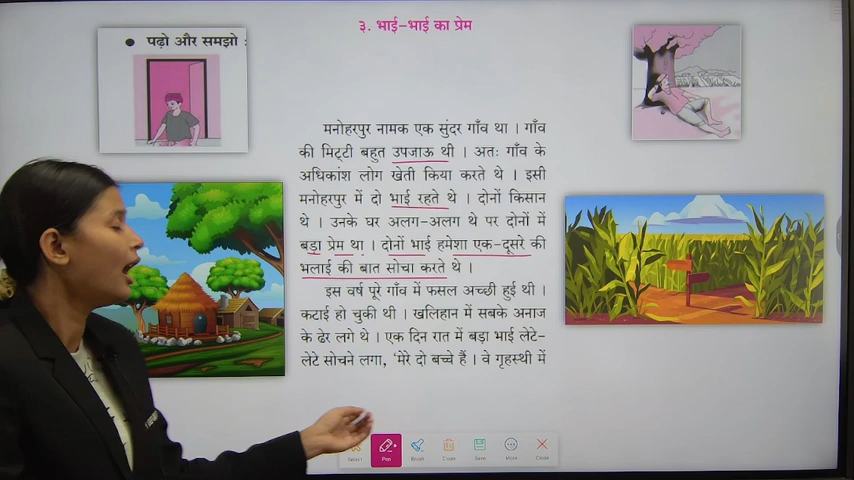 ३. भाई-भाई का प्रेम
● पढ़ो और समझो :
मनोहरपुर नामक एक सुंदर गाँव था । गाँव
की मिट्टी बहुत उपजाऊ थी । अतः गाँव के
अधिकांश लोग खेती किया करते थे । इसी
मनोहरपुर में दो भाई रहते थे । दोनों किसान
थे । उनके घर अलग-अलग थे पर दोनों में
बड़ा प्रेम था । दोनों भाई हमेशा एक-दूसरे की
भलाई की बात सोचा करते थे ।
इस वर्ष पूरे गाँव में फसल अच्छी हुई थी ।
कटाई हो चुकी थी । खलिहान में सबके अनाज
के ढेर लगे थे । एक दिन रात में बड़ा भाई लेटे-
लेटे सोचने लगा, ‘मेरे दो बच्चे हैं । वे गृहस्थी में
Select Pen Brush Clean Save More Close